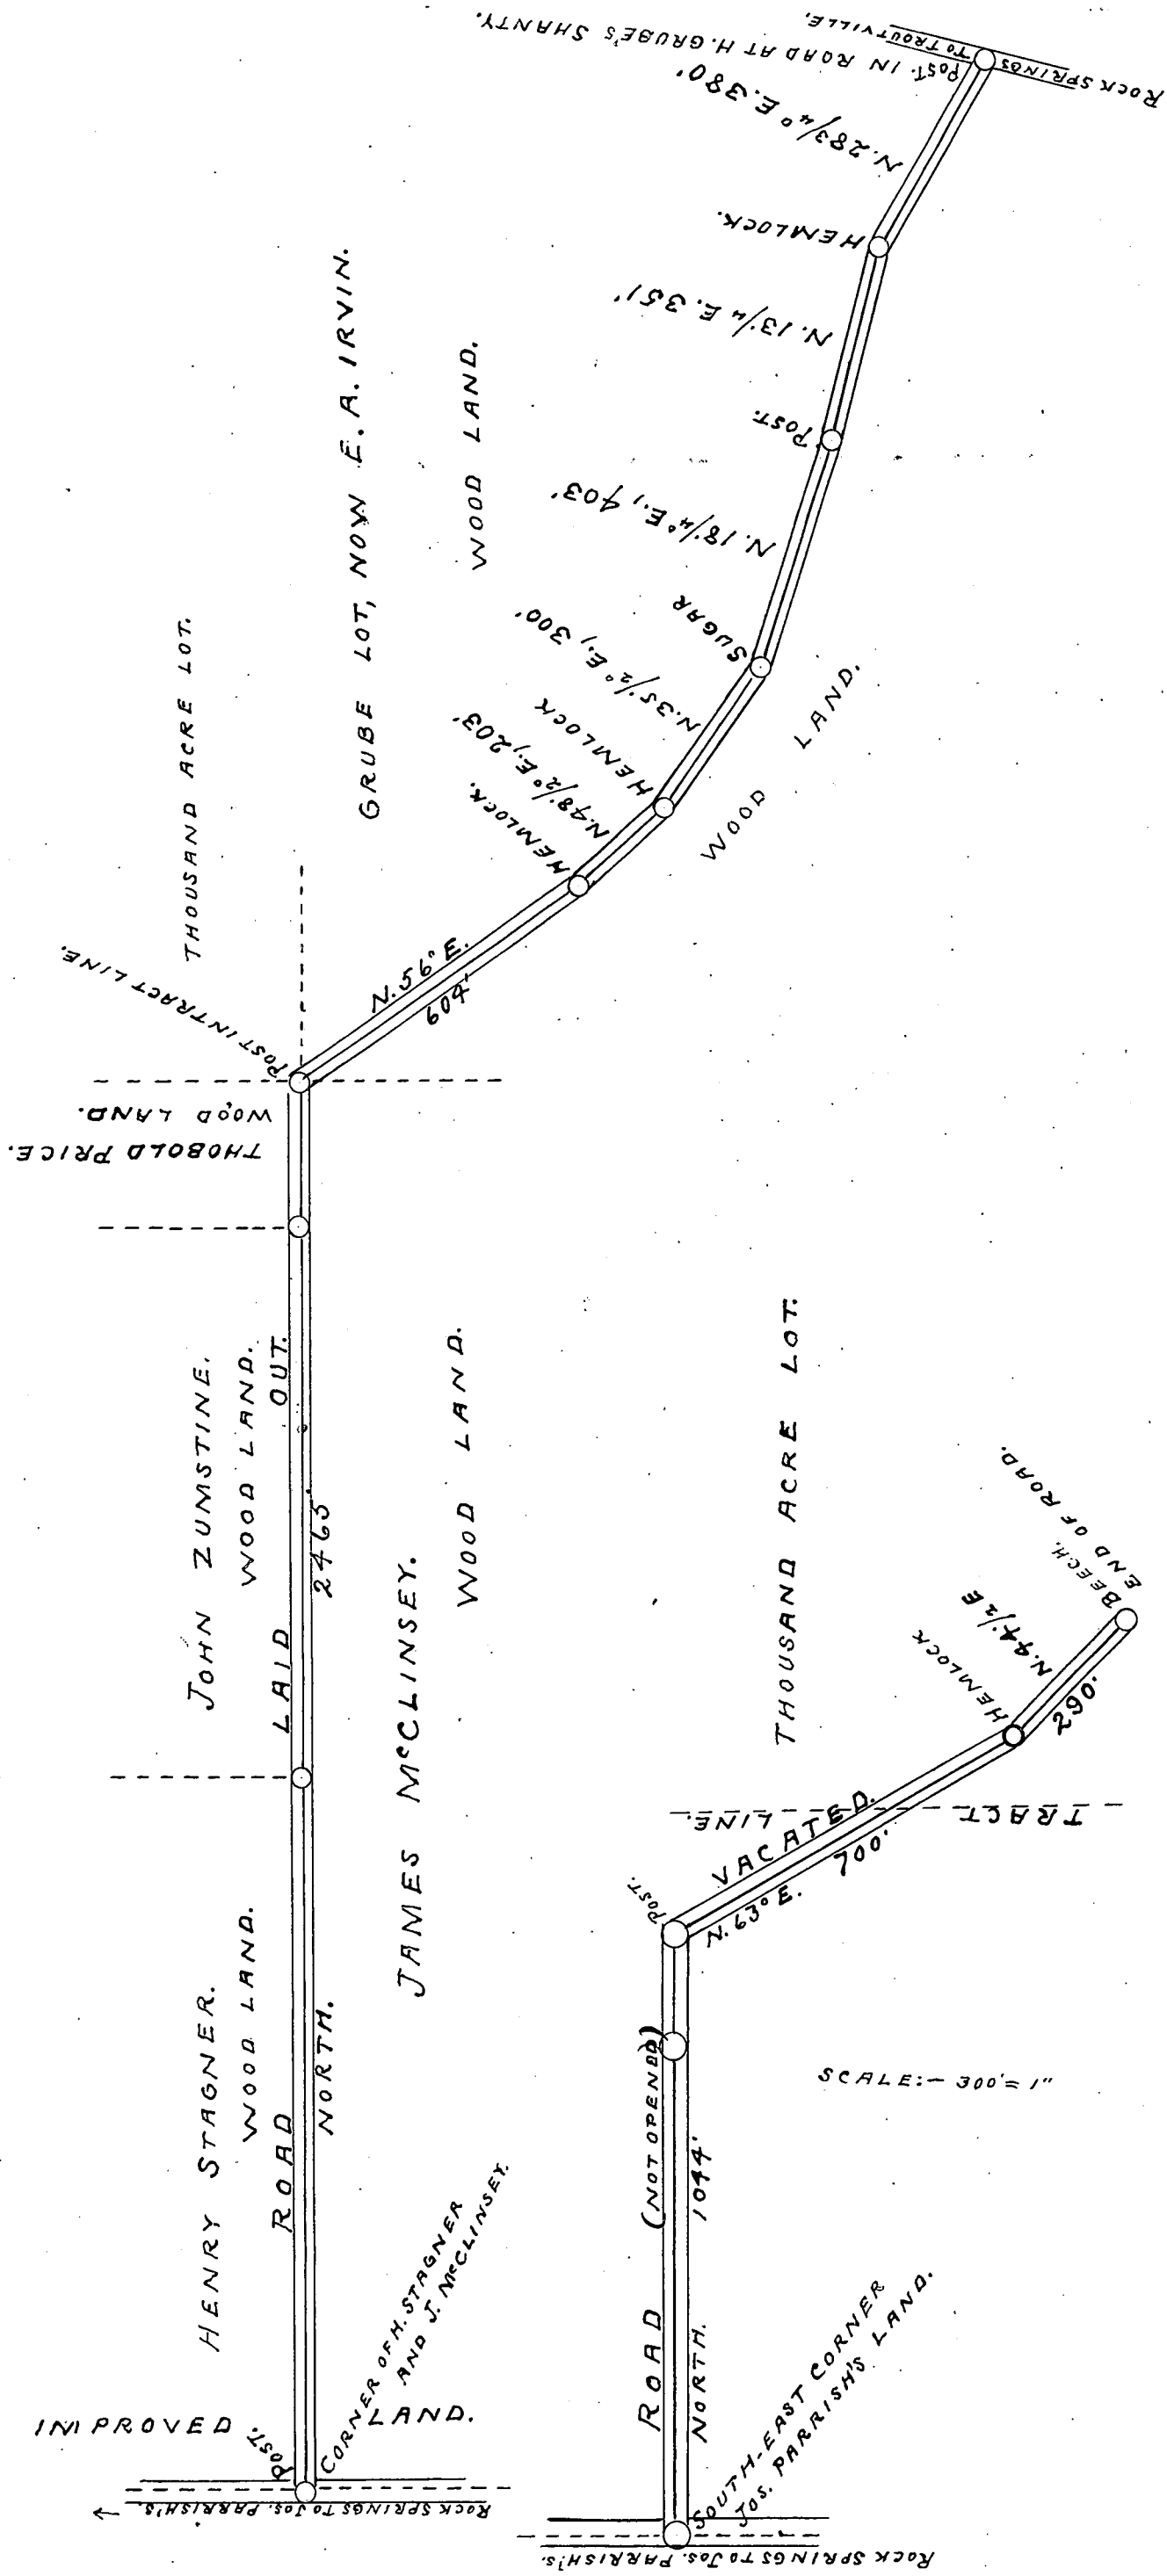 ROCK SPRINGS
TO TROUTVILLE.
POST. IN ROAD AT H. GRUBE'S SHANTY.
N. 28 3/4° E. 380'
HEMLOCK.
N. 13 1/4 E. 351'
POST.
N. 18 1/4° E., 403'
SUGAR
N. 35 1/2° E., 300'
HEMLOCK
N. 48 1/2° E., 203'
HEMLOCK.
N. 56° E.
604'
WOOD LAND.
GRUBE LOT, NOW E. A. IRVIN.
WOOD LAND.
THOUSAND ACRE LOT.
POST IN TRACT LINE.
WOOD LAND.
THOBOLD PRICE.
JOHN ZUMSTINE.
WOOD LAND.
ROAD LAID OUT.
NORTH. 2465
JAMES McCLINSEY.
WOOD LAND.
HENRY STAGNER.
WOOD LAND.
IMPROVED LAND.
POST.
CORNER OF H. STAGNER
AND J. McCLINSEY.
ROCK SPRINGS TO JOS. PARRISH'S.
THOUSAND ACRE LOT.
END OF ROAD.
BEECH.
N. 44 1/2 E
290'
HEMLOCK
TRACT LINE.
VACATED.
N. 63° E. 700'
POST.
ROAD (NOT OPENED)
NORTH. 1044'
SCALE:- 300'= 1"
SOUTH-EAST CORNER
JOS. PARRISH'S LAND.
ROCK SPRINGS TO JOS. PARRISH'S.